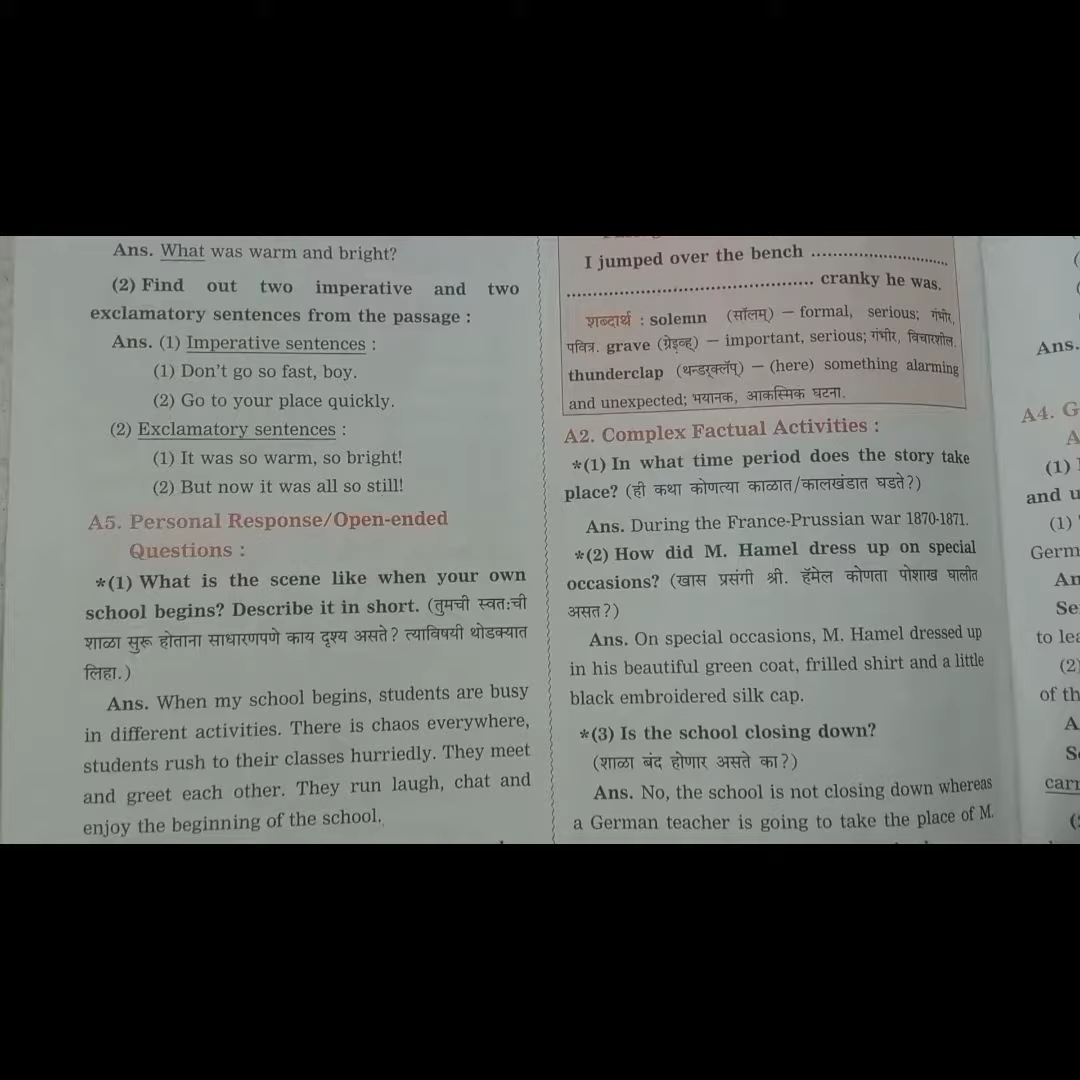 Ans. What was warm and bright?
(2) Find out two imperative and two
exclamatory sentences from the passage :
Ans. (1) Imperative sentences :
(1) Don't go so fast, boy.
(2) Go to your place quickly.
(2) Exclamatory sentences :
(1) It was so warm, so bright!
(2) But now it was all so still!
A5. Personal Response/Open-ended
Questions :
*(1) What is the scene like when your own
school begins? Describe it in short. (तुमची स्वत:ची
शाळा सुरू होताना साधारणपणे काय दृश्य असते? त्याविषयी थोडक्यात
लिहा.)
Ans. When my school begins, students are busy
in different activities. There is chaos everywhere,
students rush to their classes hurriedly. They meet
and greet each other. They run laugh, chat and
enjoy the beginning of the school.
I jumped over the bench ..........................
............................................. cranky he was.
शब्दार्थ : solemn (सॉलम्) – formal, serious; गंभीर,
पवित्र. grave (ग्रेइव्ह्) – important, serious; गंभीर, विचारशील.
thunderclap (थन्डर्क्लॅप्) – (here) something alarming
and unexpected; भयानक, आकस्मिक घटना.
A2. Complex Factual Activities :
*(1) In what time period does the story take
place? (ही कथा कोणत्या काळात/कालखंडात घडते?)
Ans. During the France-Prussian war 1870-1871.
*(2) How did M. Hamel dress up on special
occasions? (खास प्रसंगी श्री. हॅमेल कोणता पोशाख घालीत
असत?)
Ans. On special occasions, M. Hamel dressed up
in his beautiful green coat, frilled shirt and a little
black embroidered silk cap.
*(3) Is the school closing down?
(शाळा बंद होणार असते का?)
Ans. No, the school is not closing down whereas
a German teacher is going to take the place of M.
Ans.
A4. G
A
(1)
and u
(1)
Germ
An
Se
to lea
(2)
of th
A
S
carr